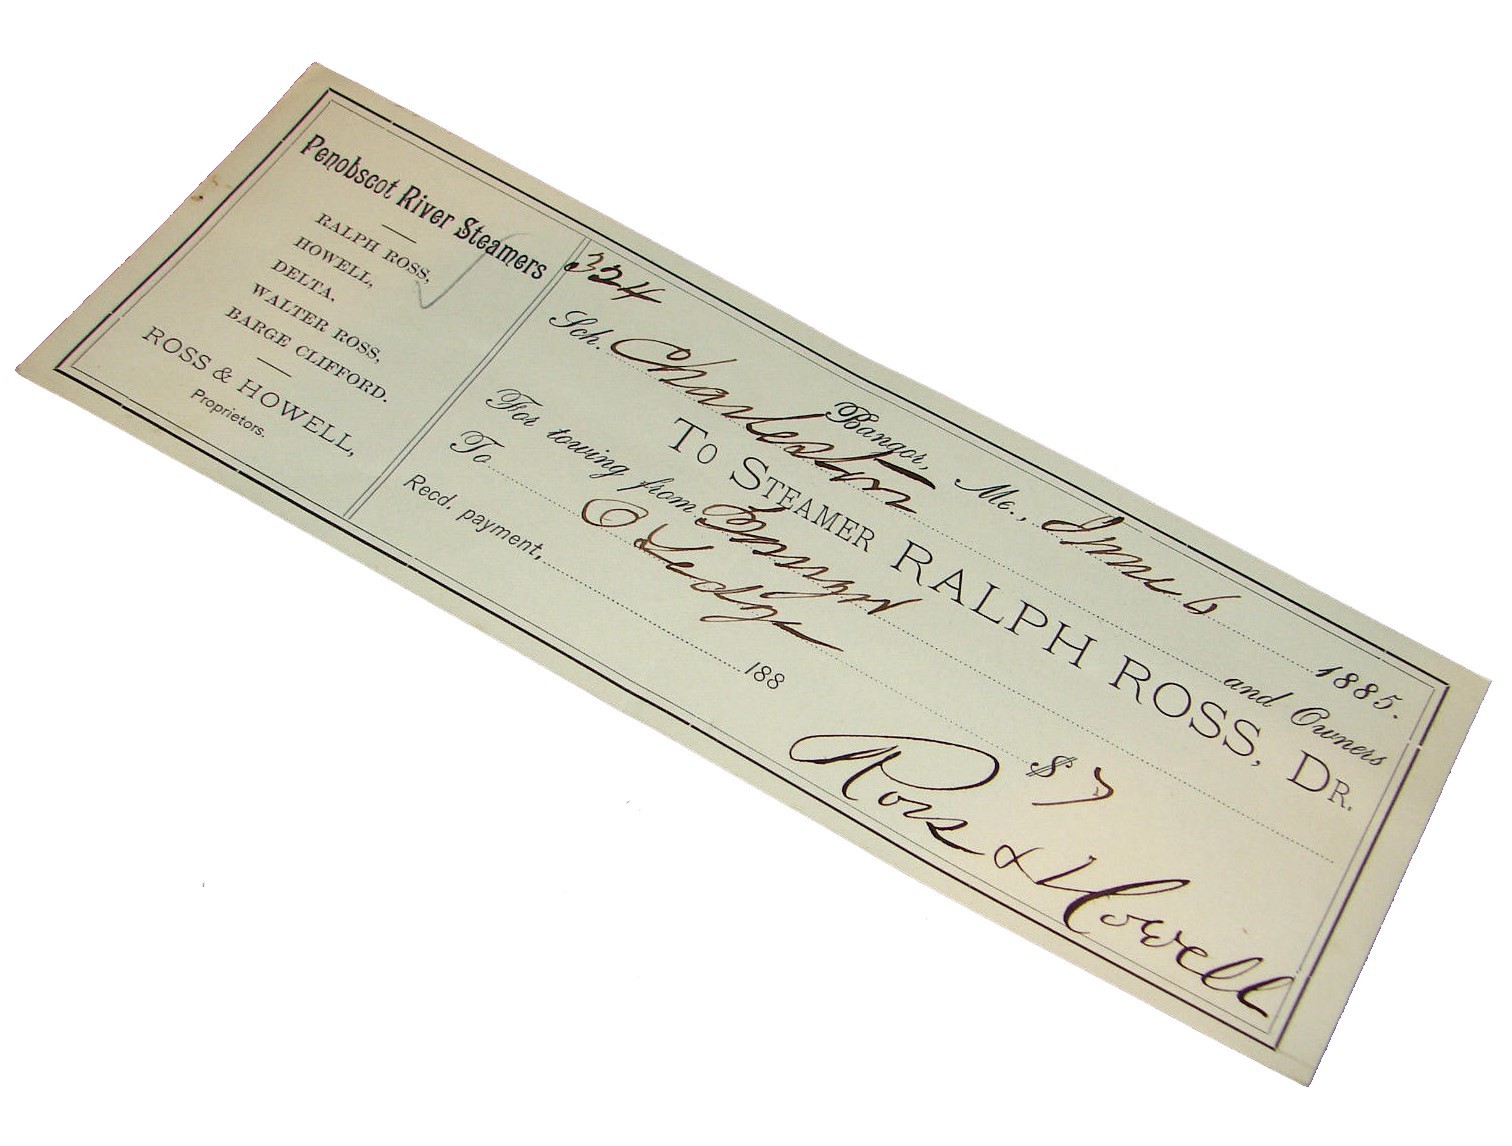 Penobscot River Steamers
RALPH ROSS,
HOWELL,
DELTA.
WALTER ROSS,
BARGE CLIFFORD.
ROSS & HOWELL,
Proprietors.
324
Bangor, Me., June 6 1885.
Sch. Charleston and Owners
To STEAMER RALPH ROSS, DR.
For towing from Bangor
To O Ledge $7
Recd, payment, 188
Ross & Howell